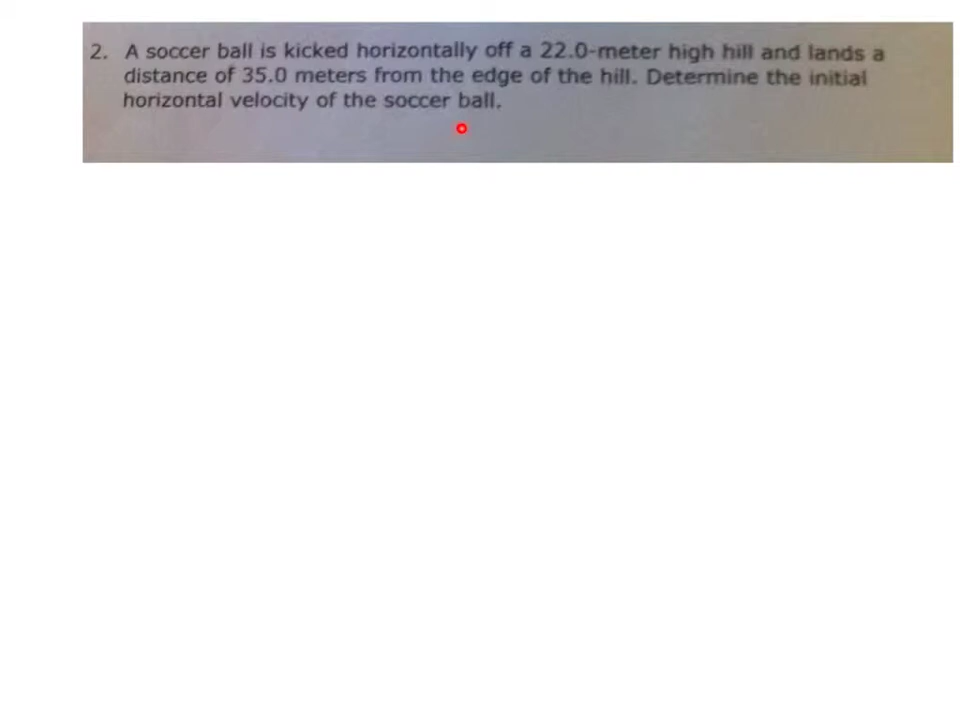 2. A soccer ball is kicked horizontally off a 22.0-meter high hill and lands a
distance of 35.0 meters from the edge of the hill. Determine the initial
horizontal velocity of the soccer ball.